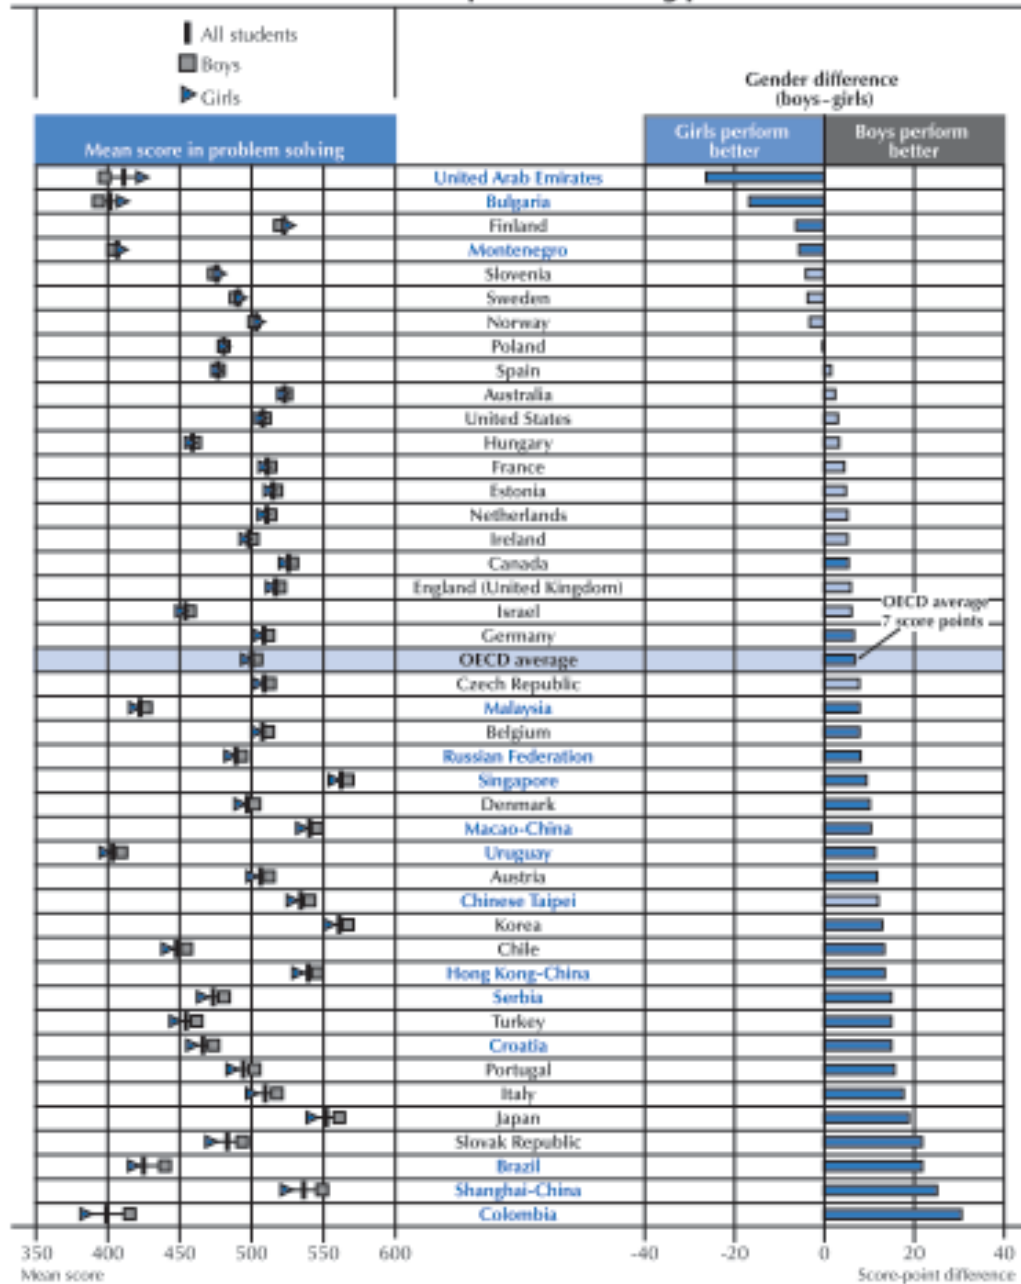 All students
Boys
Girls
Gender difference
(boys–girls)
Mean score in problem solving
Girls perform
better
Boys perform
better
United Arab Emirates
Bulgaria
Finland
Montenegro
Slovenia
Sweden
Norway
Poland
Spain
Australia
United States
Hungary
France
Estonia
Netherlands
Ireland
Canada
England (United Kingdom)
Israel
OECD average
7 score points
Germany
OECD average
Czech Republic
Malaysia
Belgium
Russian Federation
Singapore
Denmark
Macao-China
Uruguay
Austria
Chinese Taipei
Korea
Chile
Hong Kong-China
Serbia
Turkey
Croatia
Portugal
Italy
Japan
Slovak Republic
Brazil
Shanghai-China
Colombia
350 400 450 500 550 600 -40 -20 0 20 40
Mean score Score-point difference